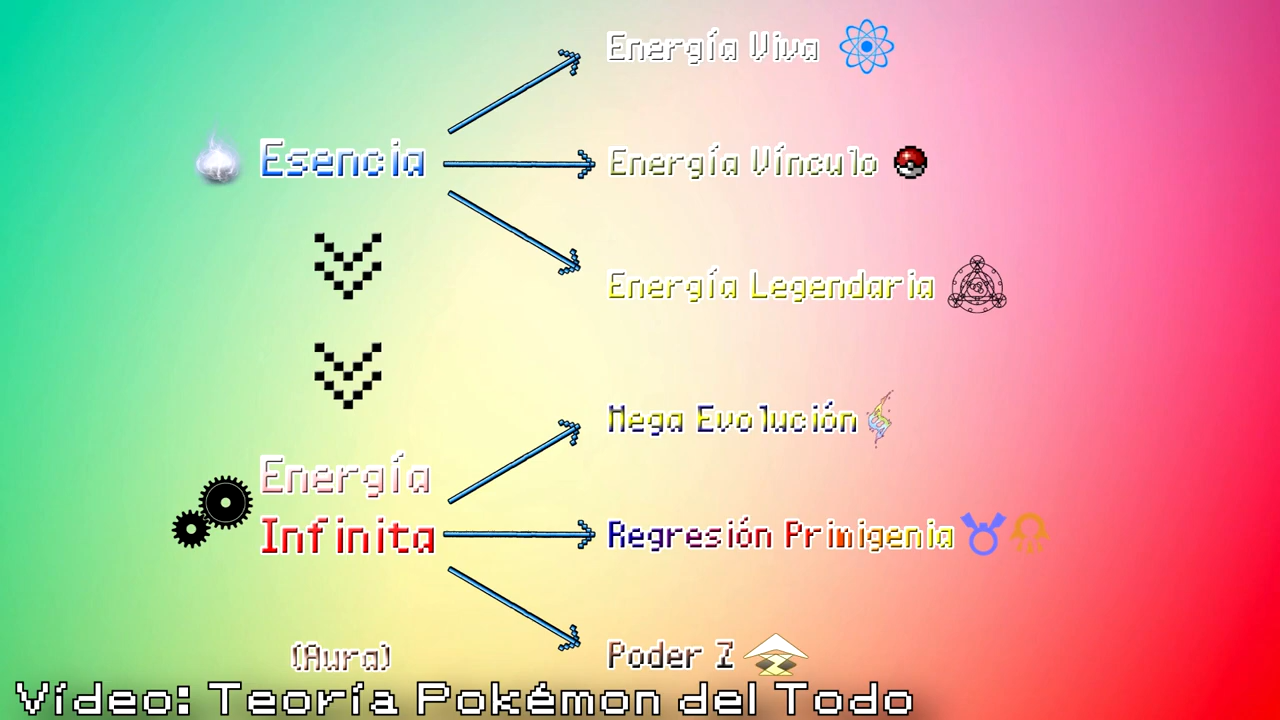 Energía Viva
Esencia
Energía Vínculo
Energía Legendaria
Mega Evolución
Energía
Infinita
Regresión Primigenia
Poder Z
(Aura)
Vídeo: Teoría Pokémon del Todo